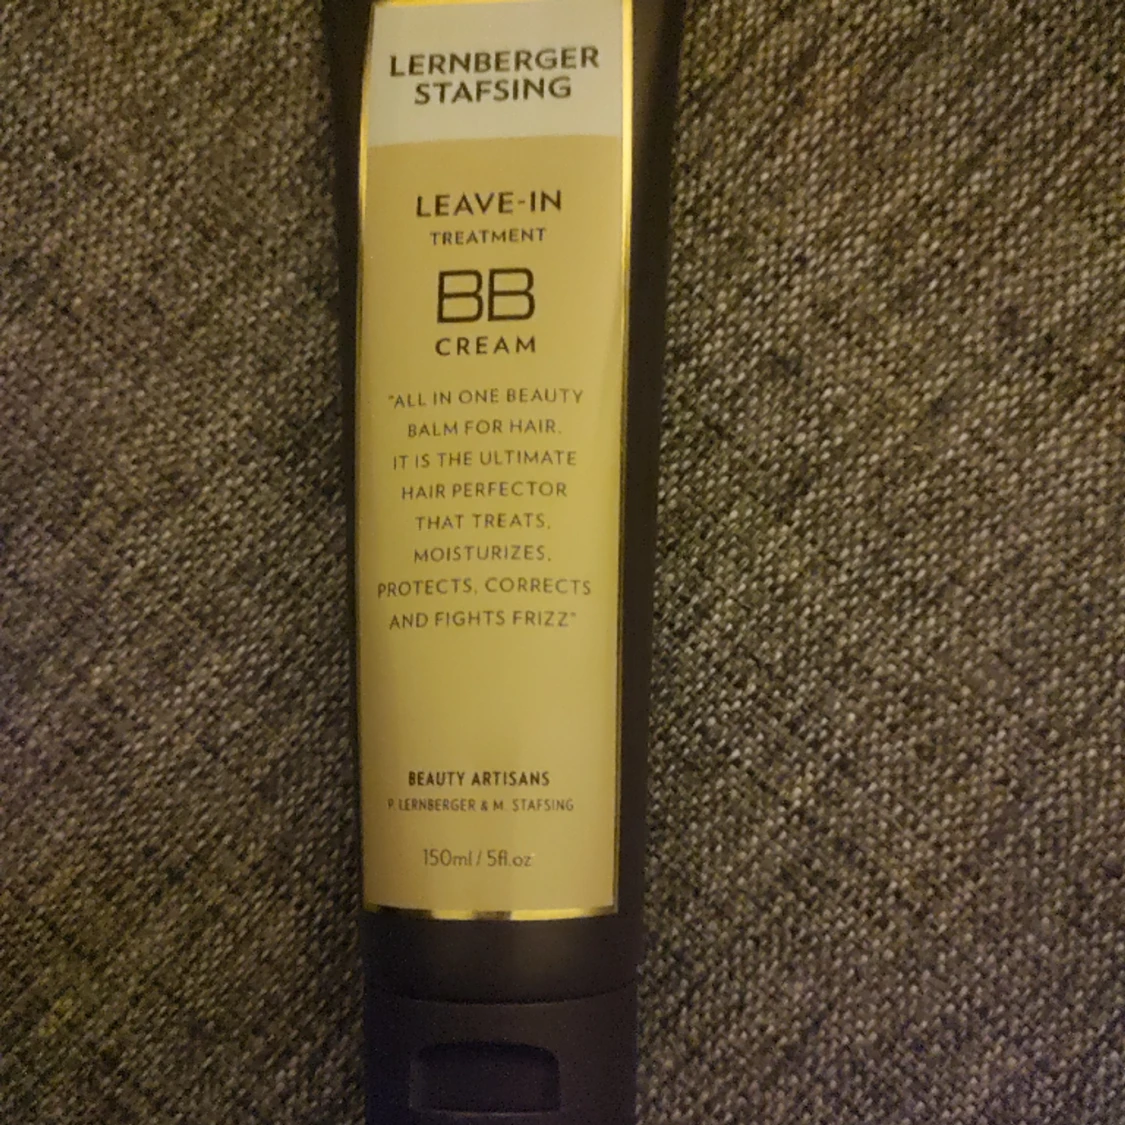 LERNBERGER
STAFSING
LEAVE-IN
TREATMENT
BB
CREAM
"ALL IN ONE BEAUTY
BALM FOR HAIR.
IT IS THE ULTIMATE
HAIR PERFECTOR
THAT TREATS,
MOISTURIZES,
PROTECTS, CORRECTS
AND FIGHTS FRIZZ"
BEAUTY ARTISANS
P. LERNBERGER & M. STAFSING
150ml / 5fl.oz